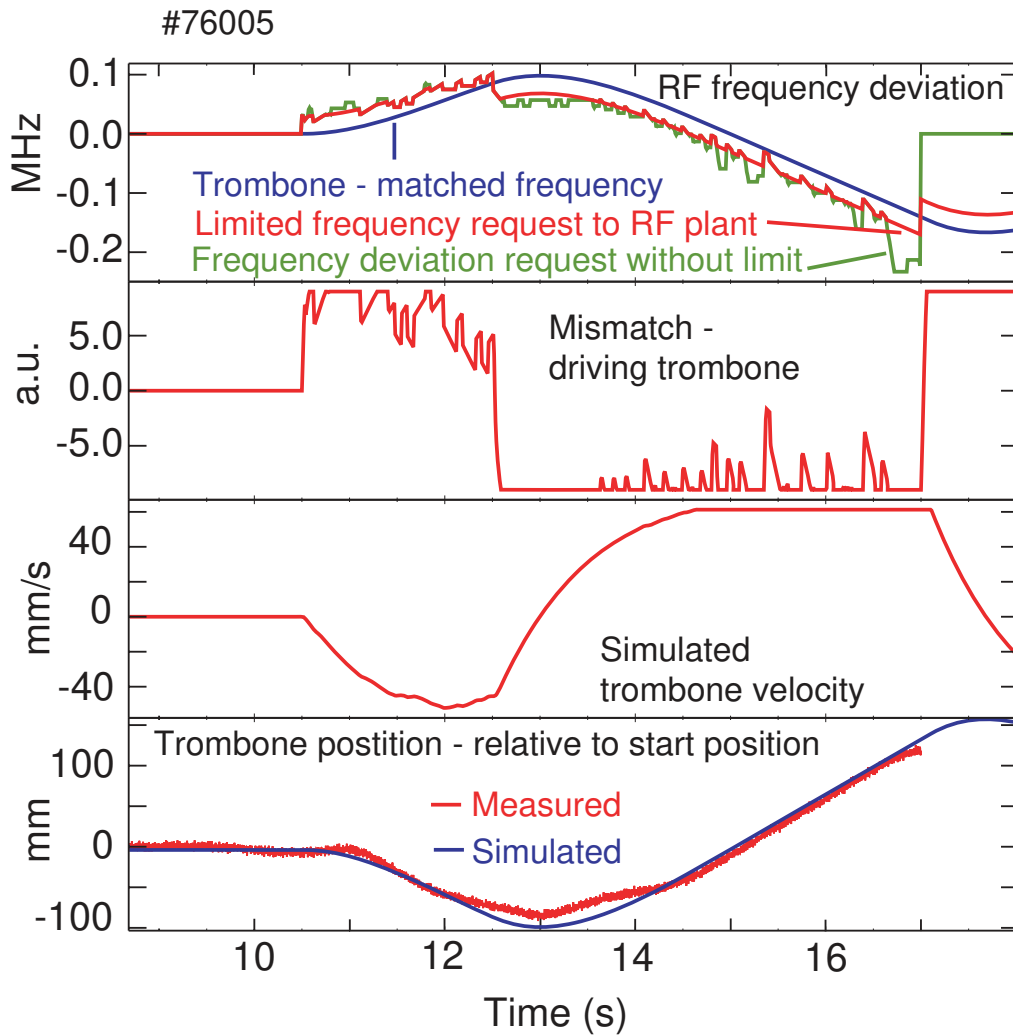 #76005
RF frequency deviation
0.1
0.0
-0.1
-0.2
MHz
Trombone - matched frequency
Limited frequency request to RF plant
Frequency deviation request without limit
Mismatch -
driving trombone
5.0
0.0
-5.0
a.u.
40
0
-40
mm/s
Simulated
trombone velocity
Trombone postition - relative to start position
100
0
-100
mm
Measured
Simulated
10
12
14
16
Time (s)